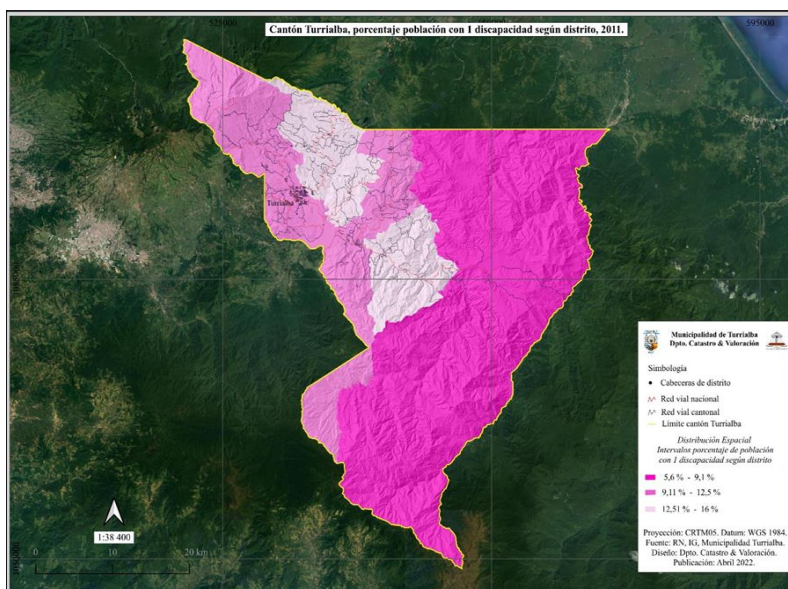 525000
595000
Cantón Turrialba, porcentaje población con 1 discapacidad según distrito, 2011.
Turrialba
Municipalidad de Turrialba
Dpto. Catastro & Valoración
Simbología
Cabeceras de distrito
Red vial nacional
Red vial cantonal
Límite cantón Turrialba
Distribución Espacial
Intervalos porcentaje de población
con 1 discapacidad según distrito
5,6 % - 9,1 %
9,11 % - 12,5 %
12,51 % - 16 %
Proyección: CRTM05. Datum: WGS 1984.
Fuente: RN, IG, Municipalidad Turrialba.
Diseño: Dpto. Catastro & Valoración.
Publicación: Abril 2022.
1:38 400
0 10 20 km